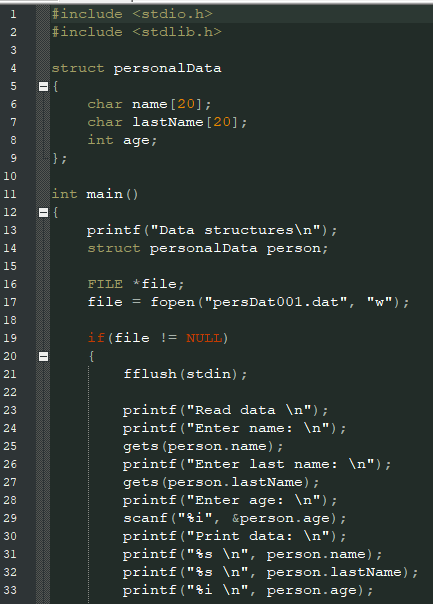 1 #include <stdio.h>
2 #include <stdlib.h>
3
4 struct personalData
5 {
6 char name[20];
7 char lastName[20];
8 int age;
9 };
10
11 int main()
12 {
13 printf("Data structures\n");
14 struct personalData person;
15
16 FILE *file;
17 file = fopen("persDat001.dat", "w");
18
19 if(file != NULL)
20 {
21 fflush(stdin);
22
23 printf("Read data \n");
24 printf("Enter name: \n");
25 gets(person.name);
26 printf("Enter last name: \n");
27 gets(person.lastName);
28 printf("Enter age: \n");
29 scanf("%i", &person.age);
30 printf("Print data: \n");
31 printf("%s \n", person.name);
32 printf("%s \n", person.lastName);
33 printf("%i \n", person.age);